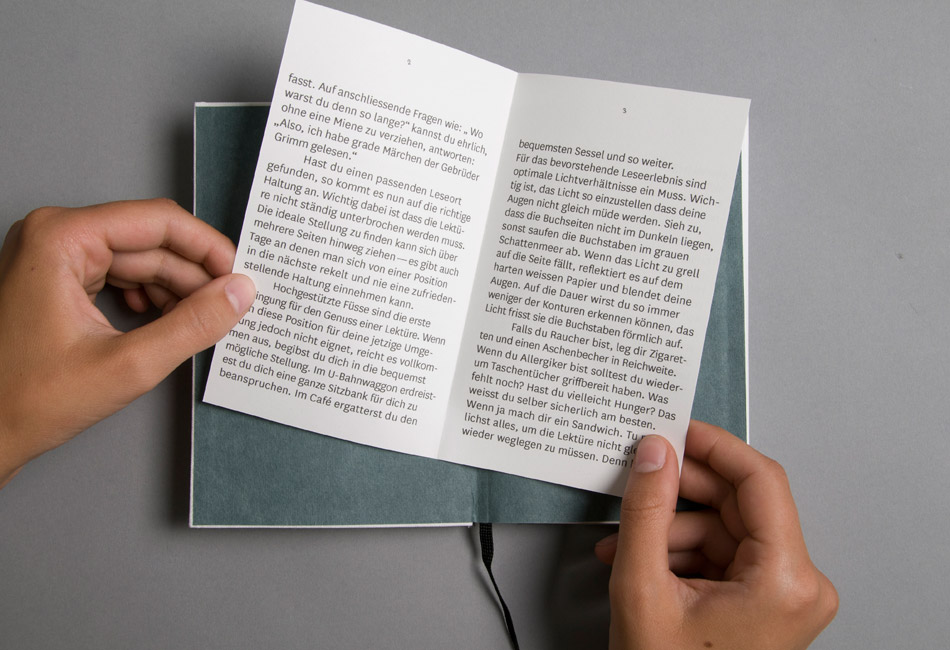 2
fasst. Auf anschliessende Fragen wie: „ Wo
warst du denn so lange?" kannst du ehrlich,
ohne eine Miene zu verziehen, antworten:
„Also, ich habe grade Märchen der Gebrüder
Grimm gelesen.“
Hast du einen passenden Leseort
gefunden, so kommt es nun auf die richtige
Haltung an. Wichtig dabei ist dass die Lektü-
re nicht ständig unterbrochen werden muss.
Die ideale Stellung zu finden kann sich über
mehrere Seiten hinweg ziehen — es gibt auch
Tage an denen man sich von einer Position
in die nächste rekelt und nie eine zufrieden-
stellende Haltung einnehmen kann.
Hochgestützte Füsse sind die erste
ingung für den Genuss einer Lektüre. Wenn
diese Position für deine jetzige Umge-
ung jedoch nicht eignet, reicht es vollkom-
men aus, begibst du dich in die bequemst
mögliche Stellung. Im U-Bahnwaggon erdreist-
est du dich eine ganze Sitzbank für dich zu
beanspruchen. Im Café ergatterst du den
3
bequemsten Sessel und so weiter.
Für das bevorstehende Leseerlebnis sind
optimale Lichtverhältnisse ein Muss. Wich-
tig ist, das Licht so einzustellen dass deine
Augen nicht gleich müde werden. Sieh zu,
dass die Buchseiten nicht im Dunkeln liegen,
sonst saufen die Buchstaben im grauen
Schattenmeer ab. Wenn das Licht zu grell
auf die Seite fällt, reflektiert es auf dem
harten weissen Papier und blendet deine
Augen. Auf die Dauer wirst du so immer
weniger der Konturen erkennen können, das
Licht frisst sie die Buchstaben förmlich auf.
Falls du Raucher bist, leg dir Zigaret-
ten und einen Aschenbecher in Reichweite.
Wenn du Allergiker bist solltest du wieder-
um Taschentücher griffbereit haben. Was
fehlt noch? Hast du vielleicht Hunger? Das
weisst du selber sicherlich am besten.
Wenn ja mach dir ein Sandwich. Tu
lichst alles, um die Lektüre nicht
wieder weglegen zu müssen. Denn